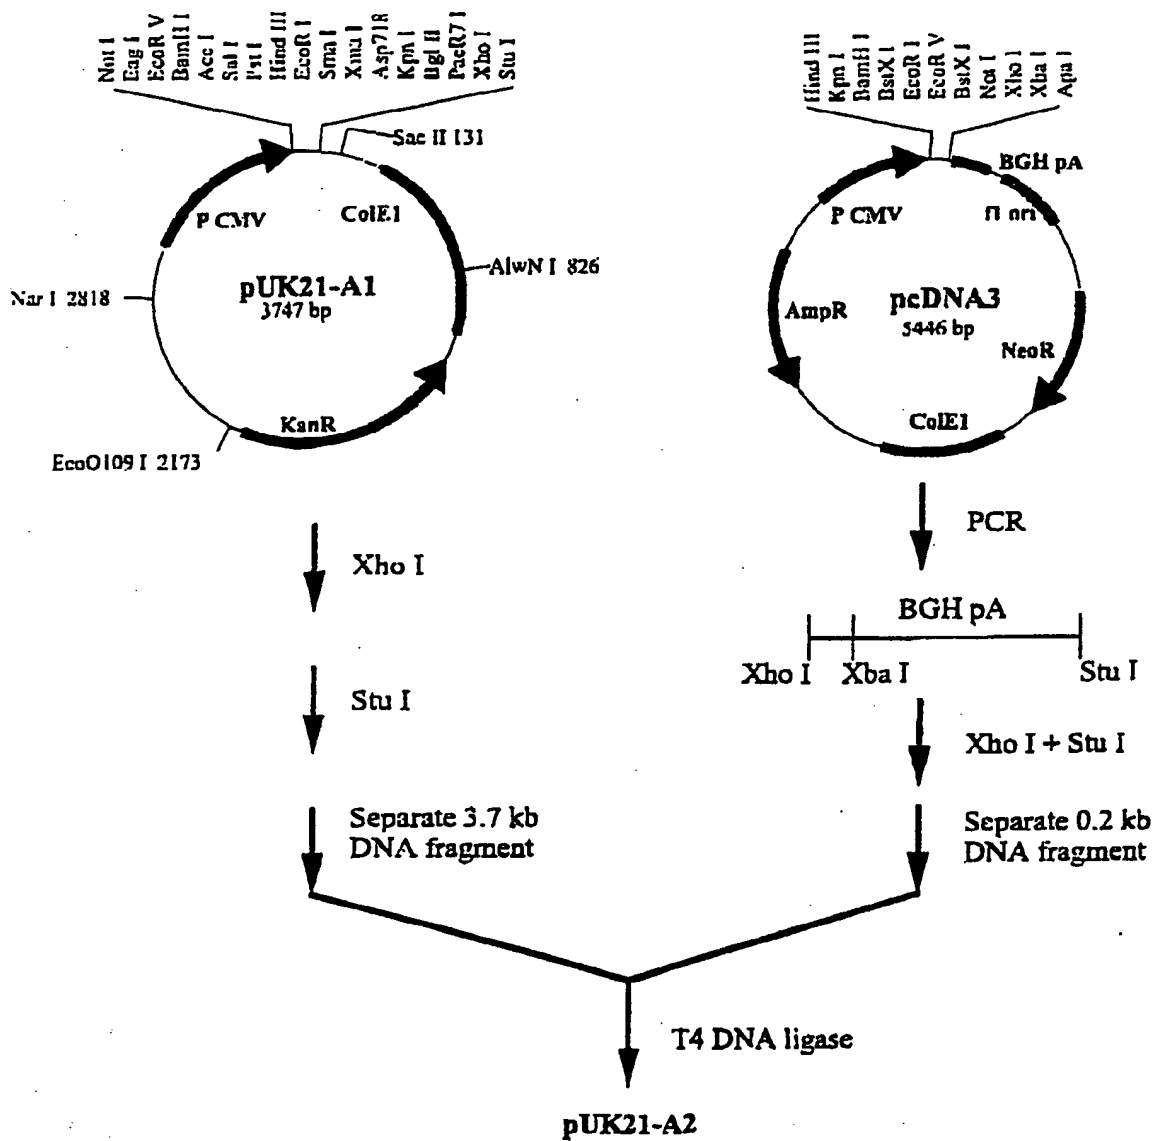 Not I
Eag I
EcoR V
BamH I
Acc I
Sal I
Pst I
Hind III
EcoR I
Sma I
Xma I
Asp718
Kpn I
Bgl II
PaeR7 I
Xho I
Stu I
Sac II 131
P CMV
ColE1
pUK21-A1
3747 bp
AlwN I 826
Nar I 2818
KanR
EcoO109 I 2173
Hind III
Kpn I
BamH I
BstX I
EcoR I
EcoR V
BstX I
Not I
Xho I
Xba I
Apa I
BGH pA
P CMV
f1 ori
AmpR
pcDNA3
5446 bp
NeoR
ColE1
Xho I
Stu I
Separate 3.7 kb
DNA fragment
PCR
BGH pA
Xho I
Xba I
Stu I
Xho I + Stu I
Separate 0.2 kb
DNA fragment
T4 DNA ligase
pUK21-A2